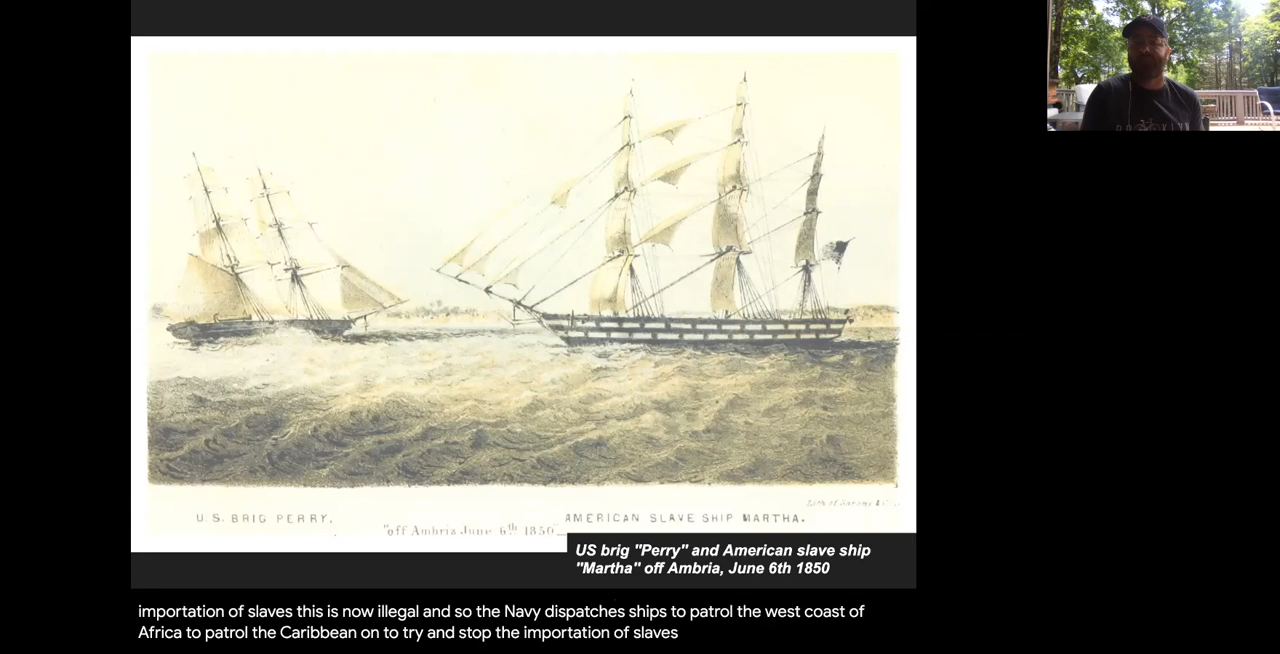 U.S. BRIG PERRY.
"off Ambria June 6th 1850"
AMERICAN SLAVE SHIP MARTHA.
US brig "Perry" and American slave ship
"Martha" off Ambria, June 6th 1850
importation of slaves this is now illegal and so the Navy dispatches ships to patrol the west coast of
Africa to patrol the Caribbean on to try and stop the importation of slaves